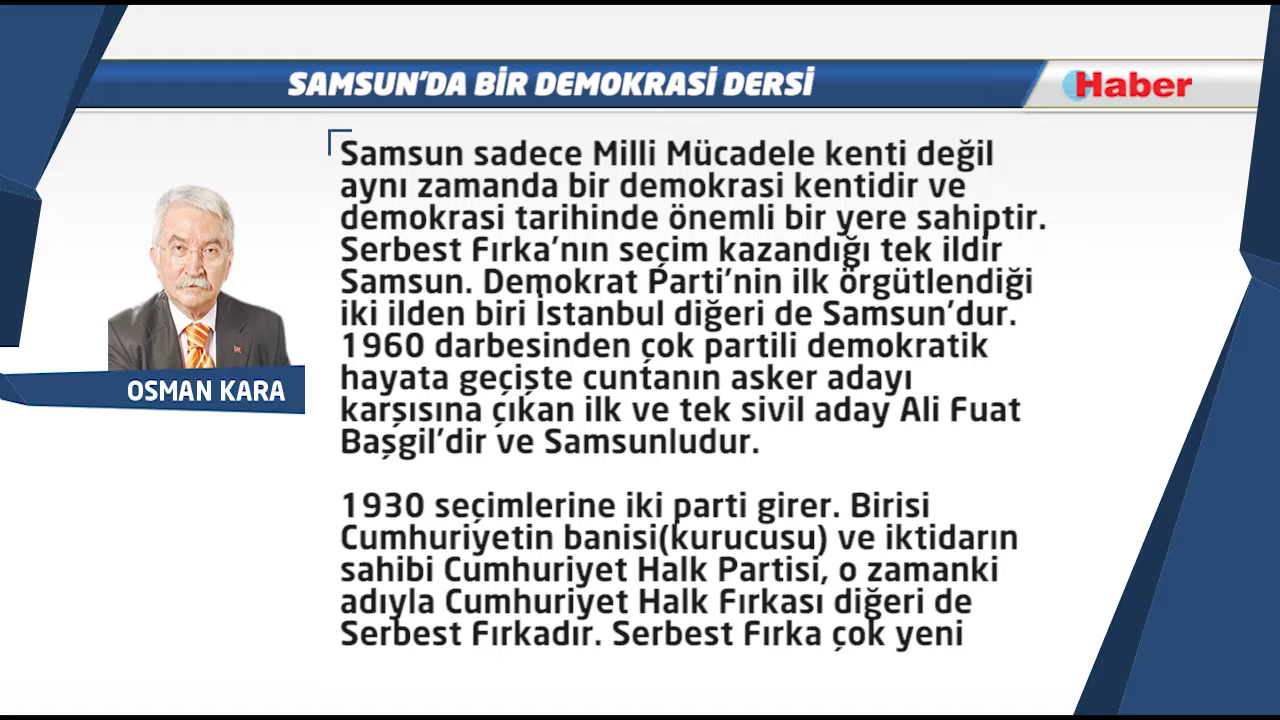 SAMSUN'DA BİR DEMOKRASİ DERSİ
Haber
Samsun sadece Milli Mücadele kenti değil
aynı zamanda bir demokrasi kentidir ve
demokrasi tarihinde önemli bir yere sahiptir.
Serbest Fırka'nın seçim kazandığı tek ildir
Samsun. Demokrat Parti'nin ilk örgütlendiği
iki ilden biri İstanbul diğeri de Samsun'dur.
1960 darbesinden çok partili demokratik
hayata geçişte cuntanın asker adayı
karşısına çıkan ilk ve tek sivil aday Ali Fuat
Başgil'dir ve Samsunludur.
OSMAN KARA
1930 seçimlerine iki parti girer. Birisi
Cumhuriyetin banisi(kurucusu) ve iktidarın
sahibi Cumhuriyet Halk Partisi, o zamanki
adıyla Cumhuriyet Halk Fırkası diğeri de
Serbest Fırkadır. Serbest Fırka çok yeni